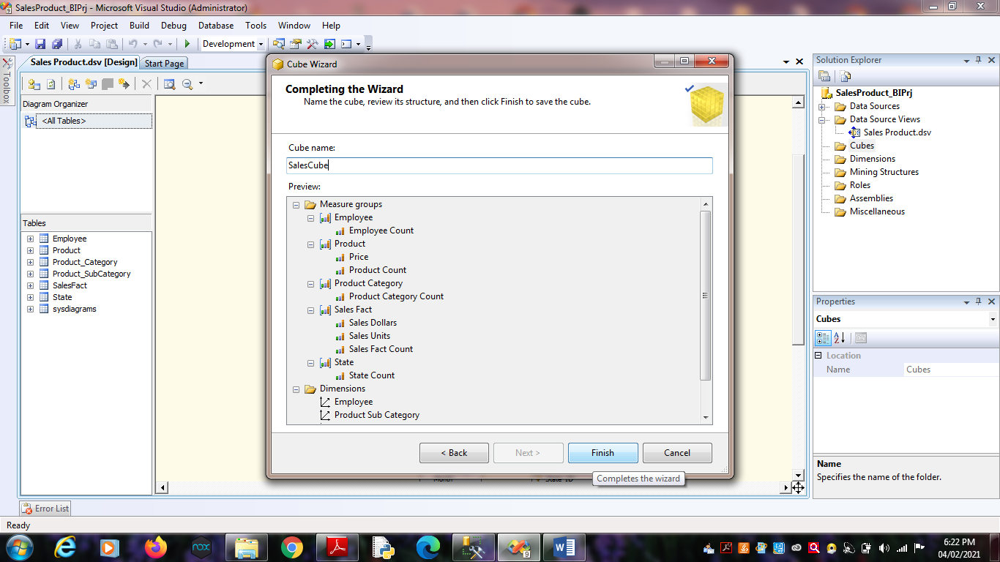 SalesProduct_BIPrj - Microsoft Visual Studio (Administrator)
File Edit View Project Build Debug Database Tools Window Help
Development
Toolbox
Sales Product.dsv [Design] Start Page
Diagram Organizer
<All Tables>
Tables
Employee
Product
Product_Category
Product_SubCategory
SalesFact
State
sysdiagrams
Cube Wizard
Completing the Wizard
Name the cube, review its structure, and then click Finish to save the cube.
Cube name:
SalesCube
Preview:
Measure groups
Employee
Employee Count
Product
Price
Product Count
Product Category
Product Category Count
Sales Fact
Sales Dollars
Sales Units
Sales Fact Count
State
State Count
Dimensions
Employee
Product Sub Category
< Back Next > Finish Cancel
Completes the wizard
Solution Explorer
SalesProduct_BIPrj
Data Sources
Data Source Views
Sales Product.dsv
Cubes
Dimensions
Mining Structures
Roles
Assemblies
Miscellaneous
Properties
Cubes
Location
Name Cubes
Name
Specifies the name of the folder.
Error List
Ready
nox
9
6:22 PM
04/02/2021